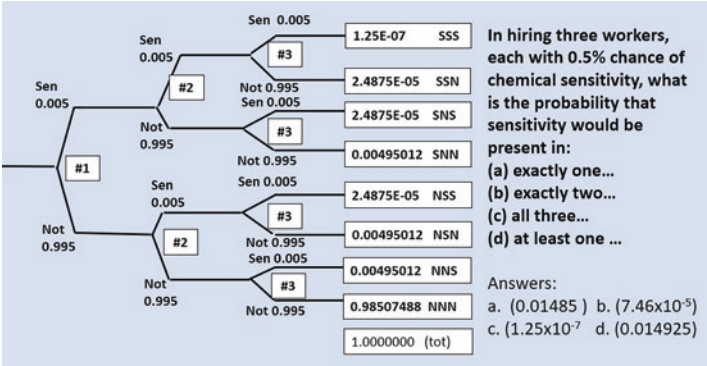 Sen 0.005
1.25E-07 SSS
Sen
0.005
#3
#2
Not 0.995
2.4875E-05 SSN
Sen
0.005
Sen 0.005
2.4875E-05 SNS
Not
0.995
#3
Not 0.995
0.00495012 SNN
#1
Sen
0.005
Sen 0.005
2.4875E-05 NSS
#3
Not
0.995
#2
Not 0.995
0.00495012 NSN
Sen 0.005
0.00495012 NNS
Not
0.995
#3
Not 0.995
0.98507488 NNN
1.0000000 (tot)
In hiring three workers,
each with 0.5% chance of
chemical sensitivity, what
is the probability that
sensitivity would be
present in:
(a) exactly one...
(b) exactly two...
(c) all three...
(d) at least one ...
Answers:
a. (0.01485 ) b. (7.46x10⁻⁵)
c. (1.25x10⁻⁷ d. (0.014925)